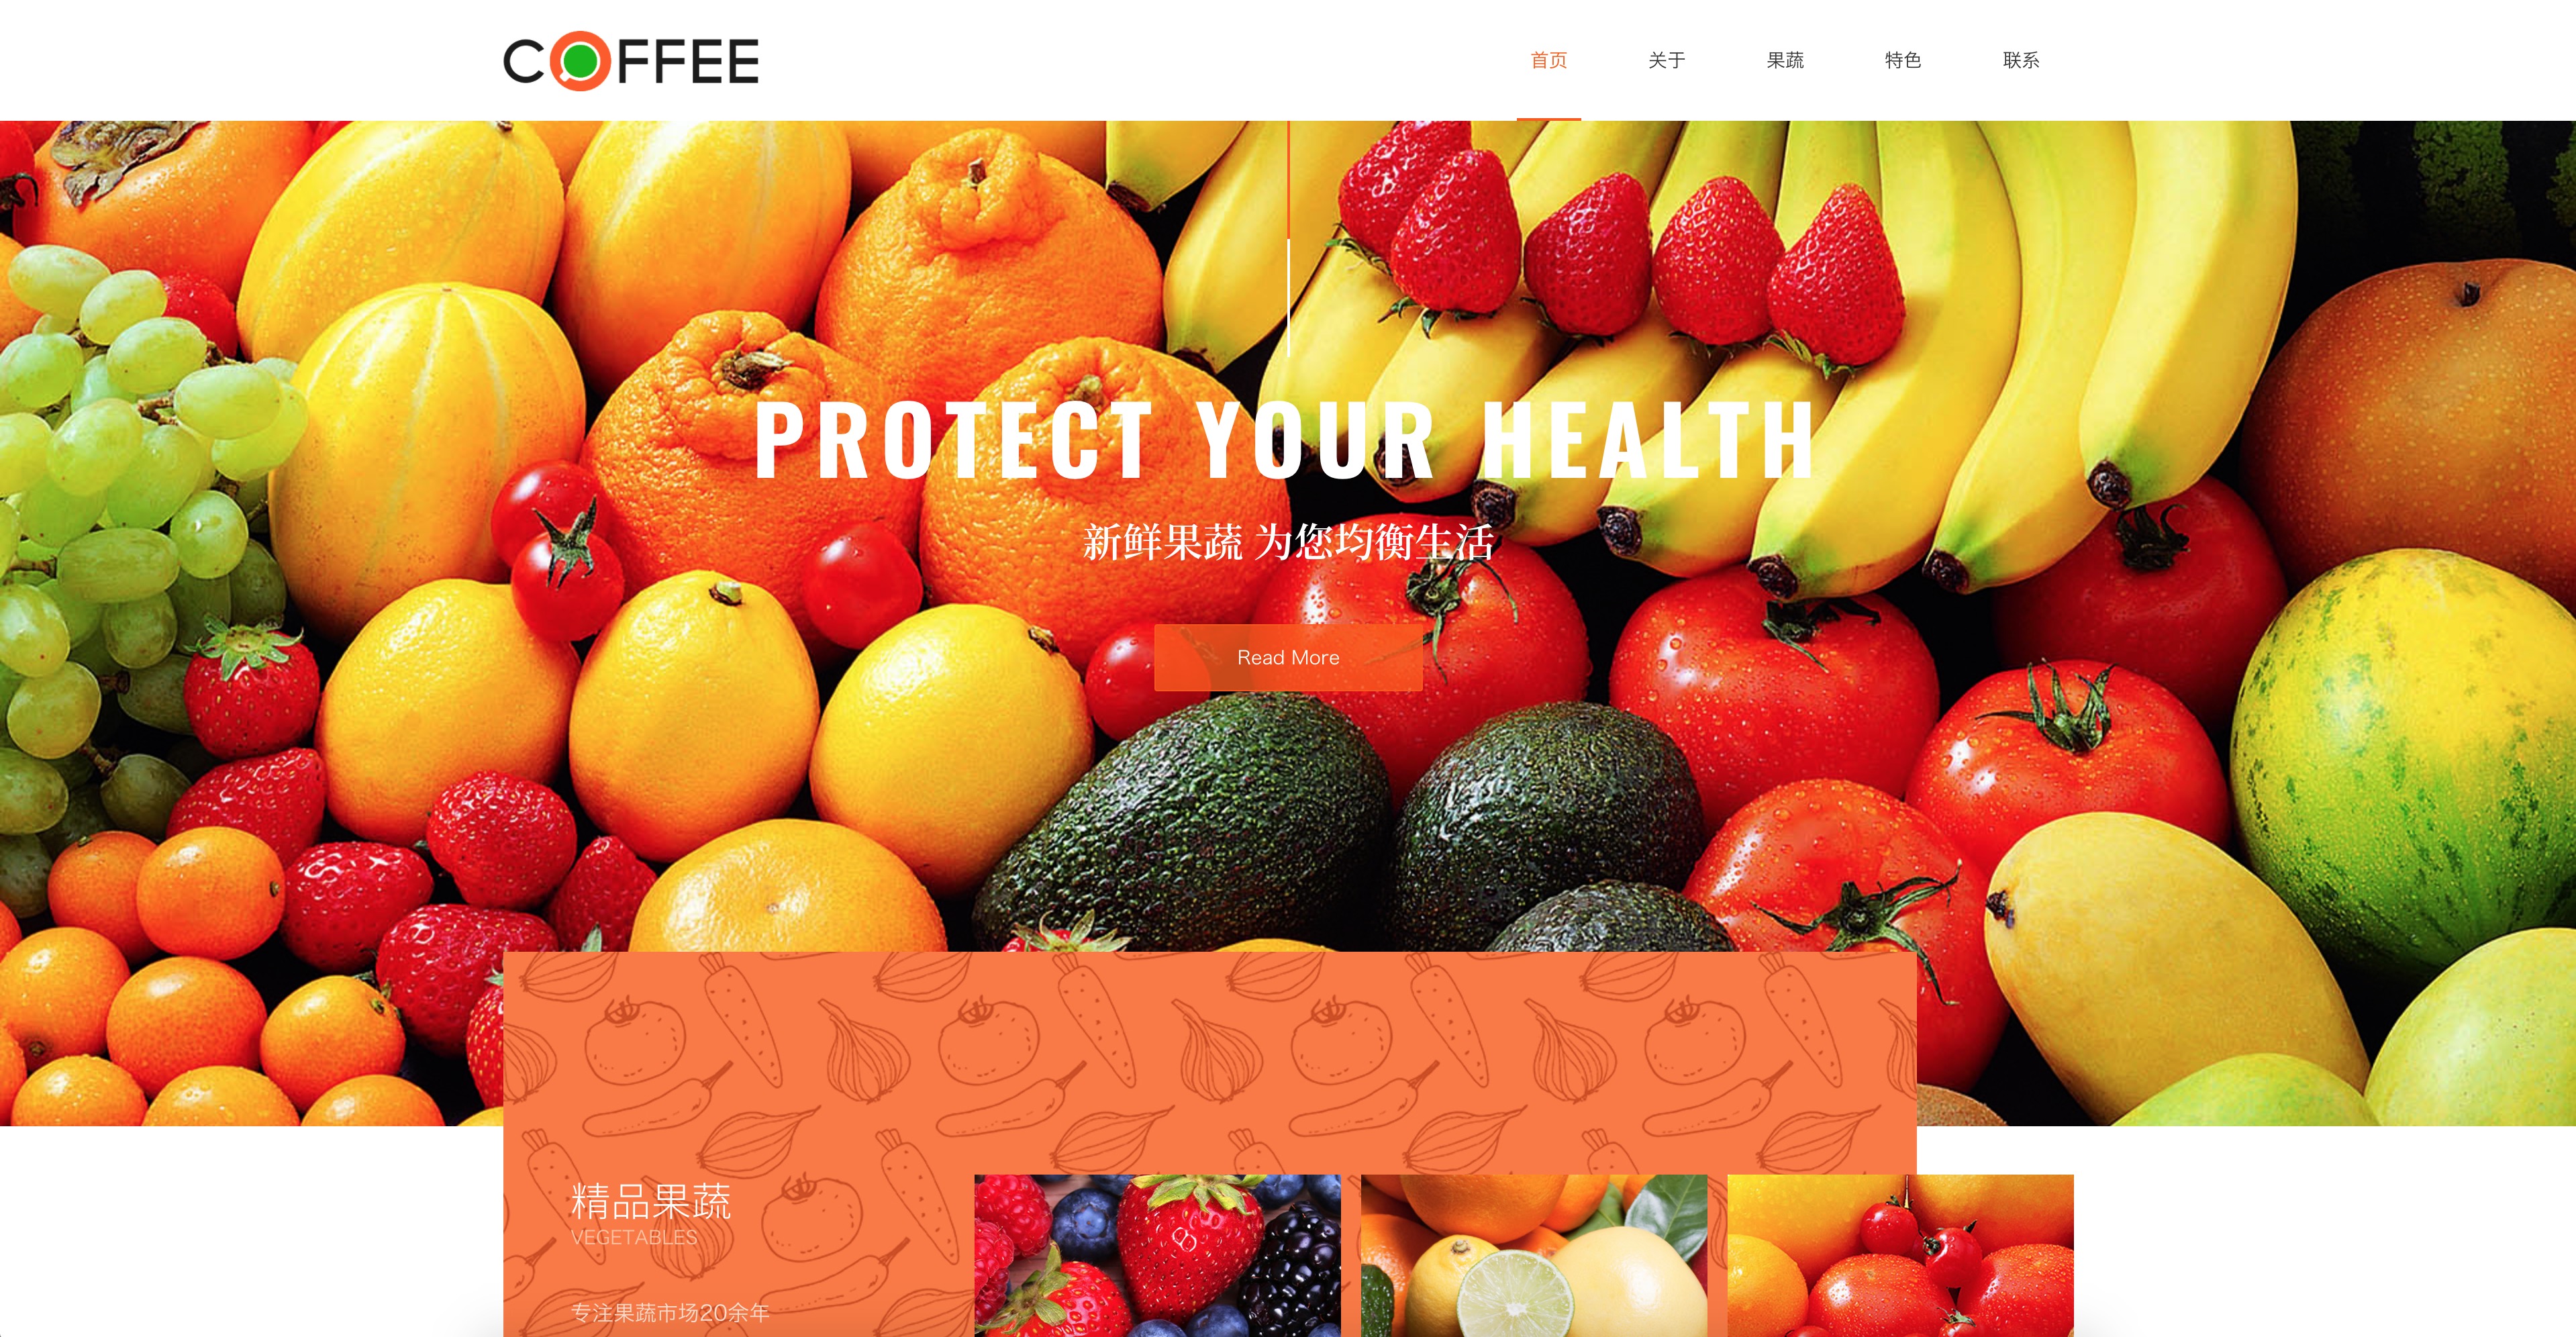 COFFEE
首页 关于 果蔬 特色 联系
PROTECT YOUR HEALTH
新鲜果蔬 为您均衡生活
Read More
精品果蔬
VEGETABLES
专注果蔬市场20余年